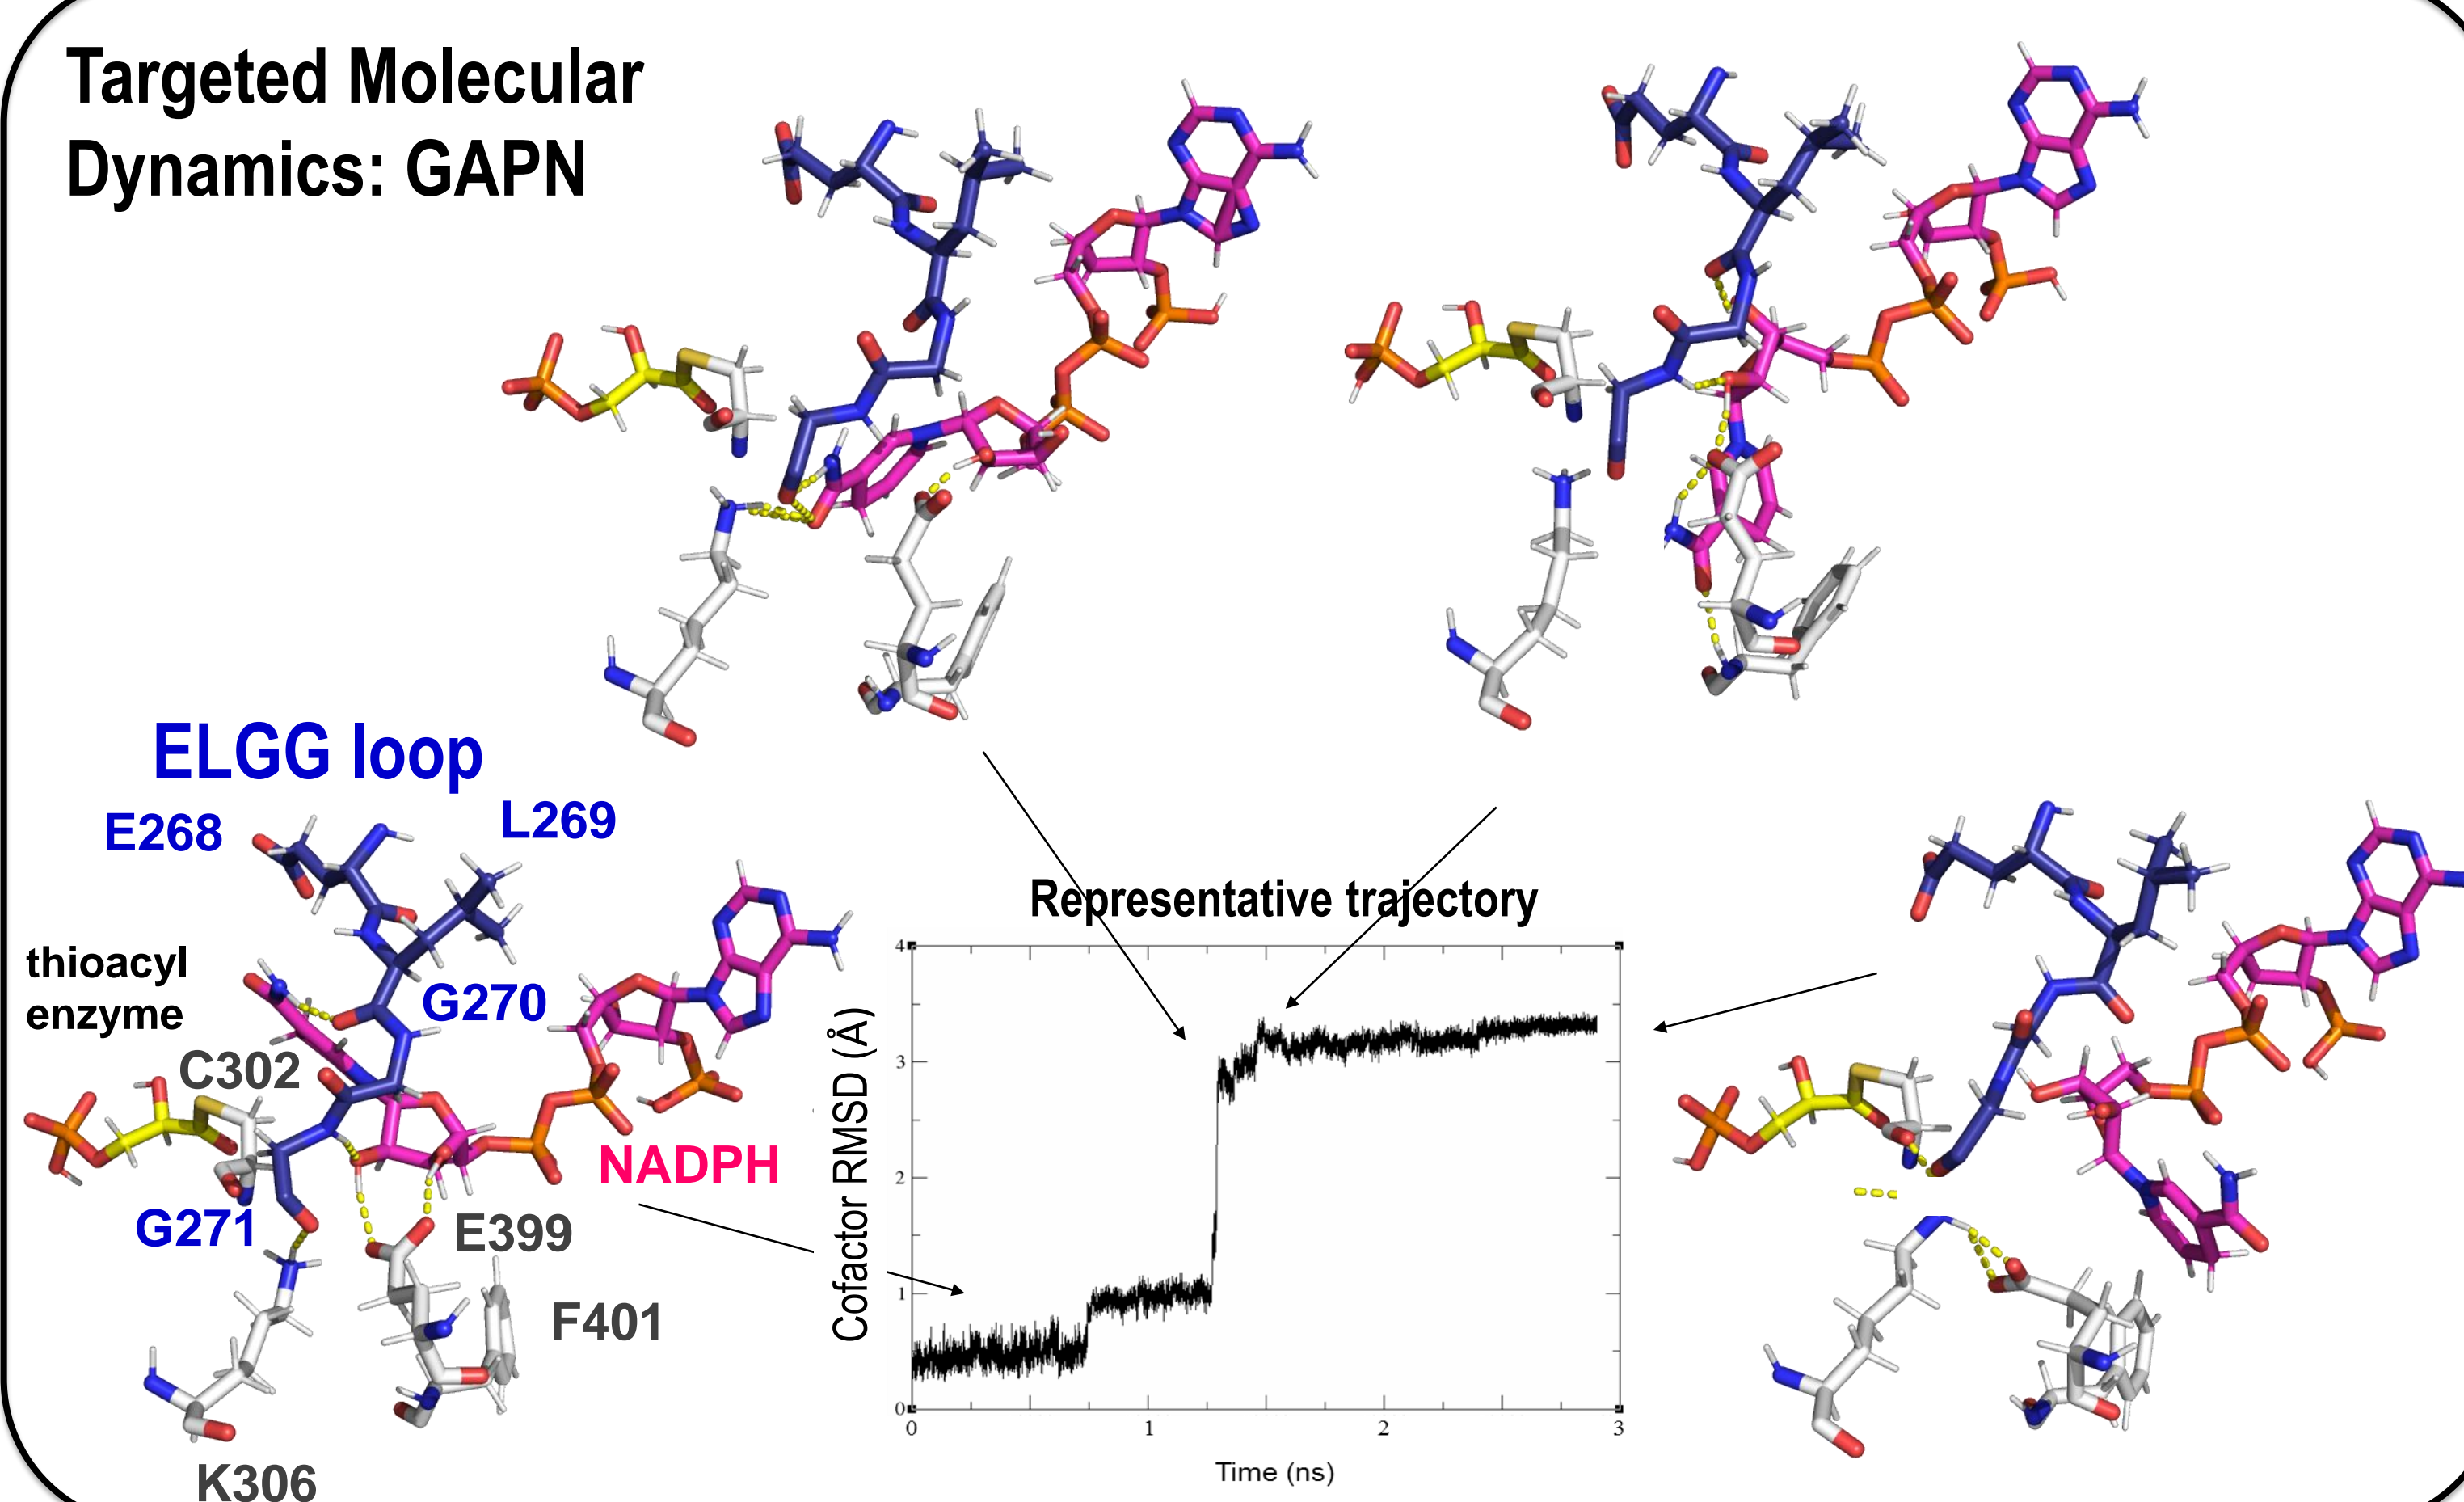 Targeted Molecular
Dynamics: GAPN
ELGG loop
E268
L269
thioacyl
enzyme
G270
C302
NADPH
G271
E399
F401
K306
Representative trajectory
Cofactor RMSD (Å)
4
3
2
1
0
0 1 2 3
Time (ns)